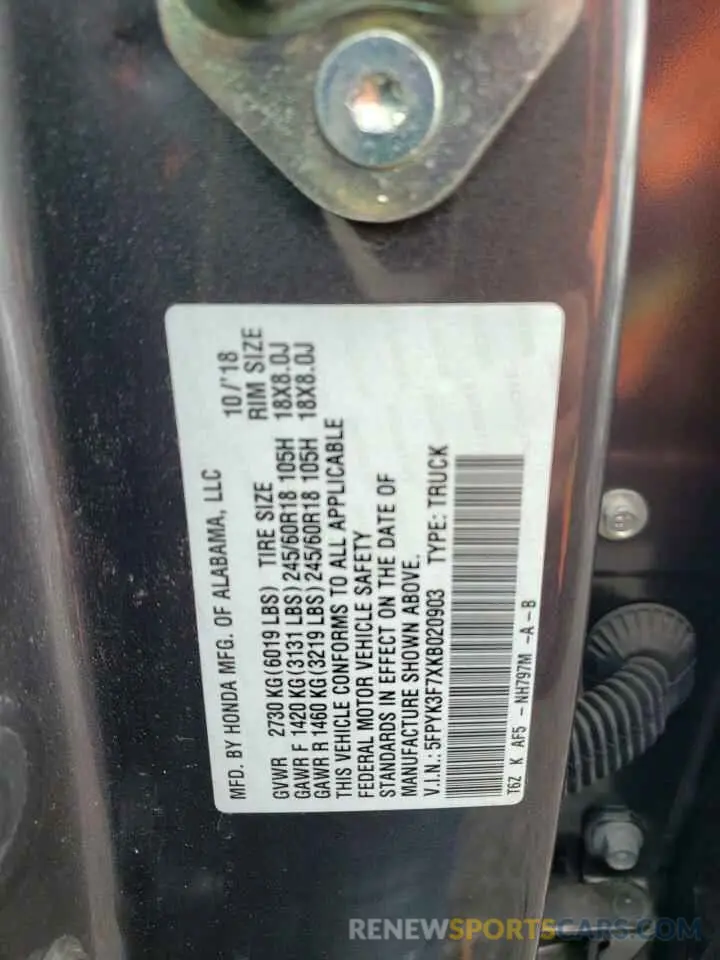 MFD. BY HONDA MFG. OF ALABAMA, LLC 10/'18
GVWR 2730 KG (6019 LBS) TIRE SIZE RIM SIZE
GAWR F 1420 KG (3131 LBS) 245/60R18 105H 18X8.0J
GAWR R 1460 KG (3219 LBS) 245/60R18 105H 18X8.0J
THIS VEHICLE CONFORMS TO ALL APPLICABLE
FEDERAL MOTOR VEHICLE SAFETY
STANDARDS IN EFFECT ON THE DATE OF
MANUFACTURE SHOWN ABOVE.
V.I.N.: 5FPYK3F7XKB020903 TYPE: TRUCK
T6Z K AF5 - NH797M -A-B
RENEWSPORTSCARS.COM